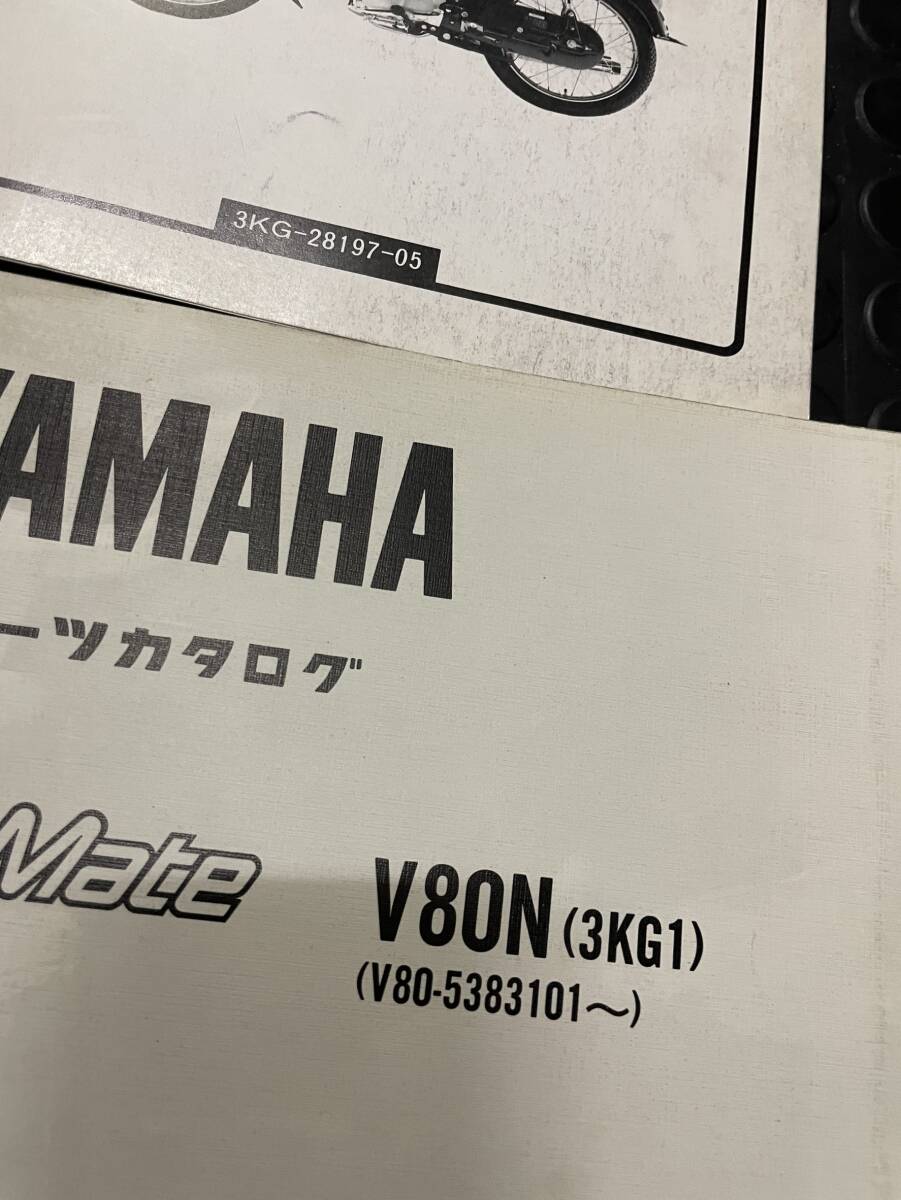 3KG-28197-05
YAMAHA
ーツカタログ
Mate
V80N (3KG1)
(V80-5383101〜)